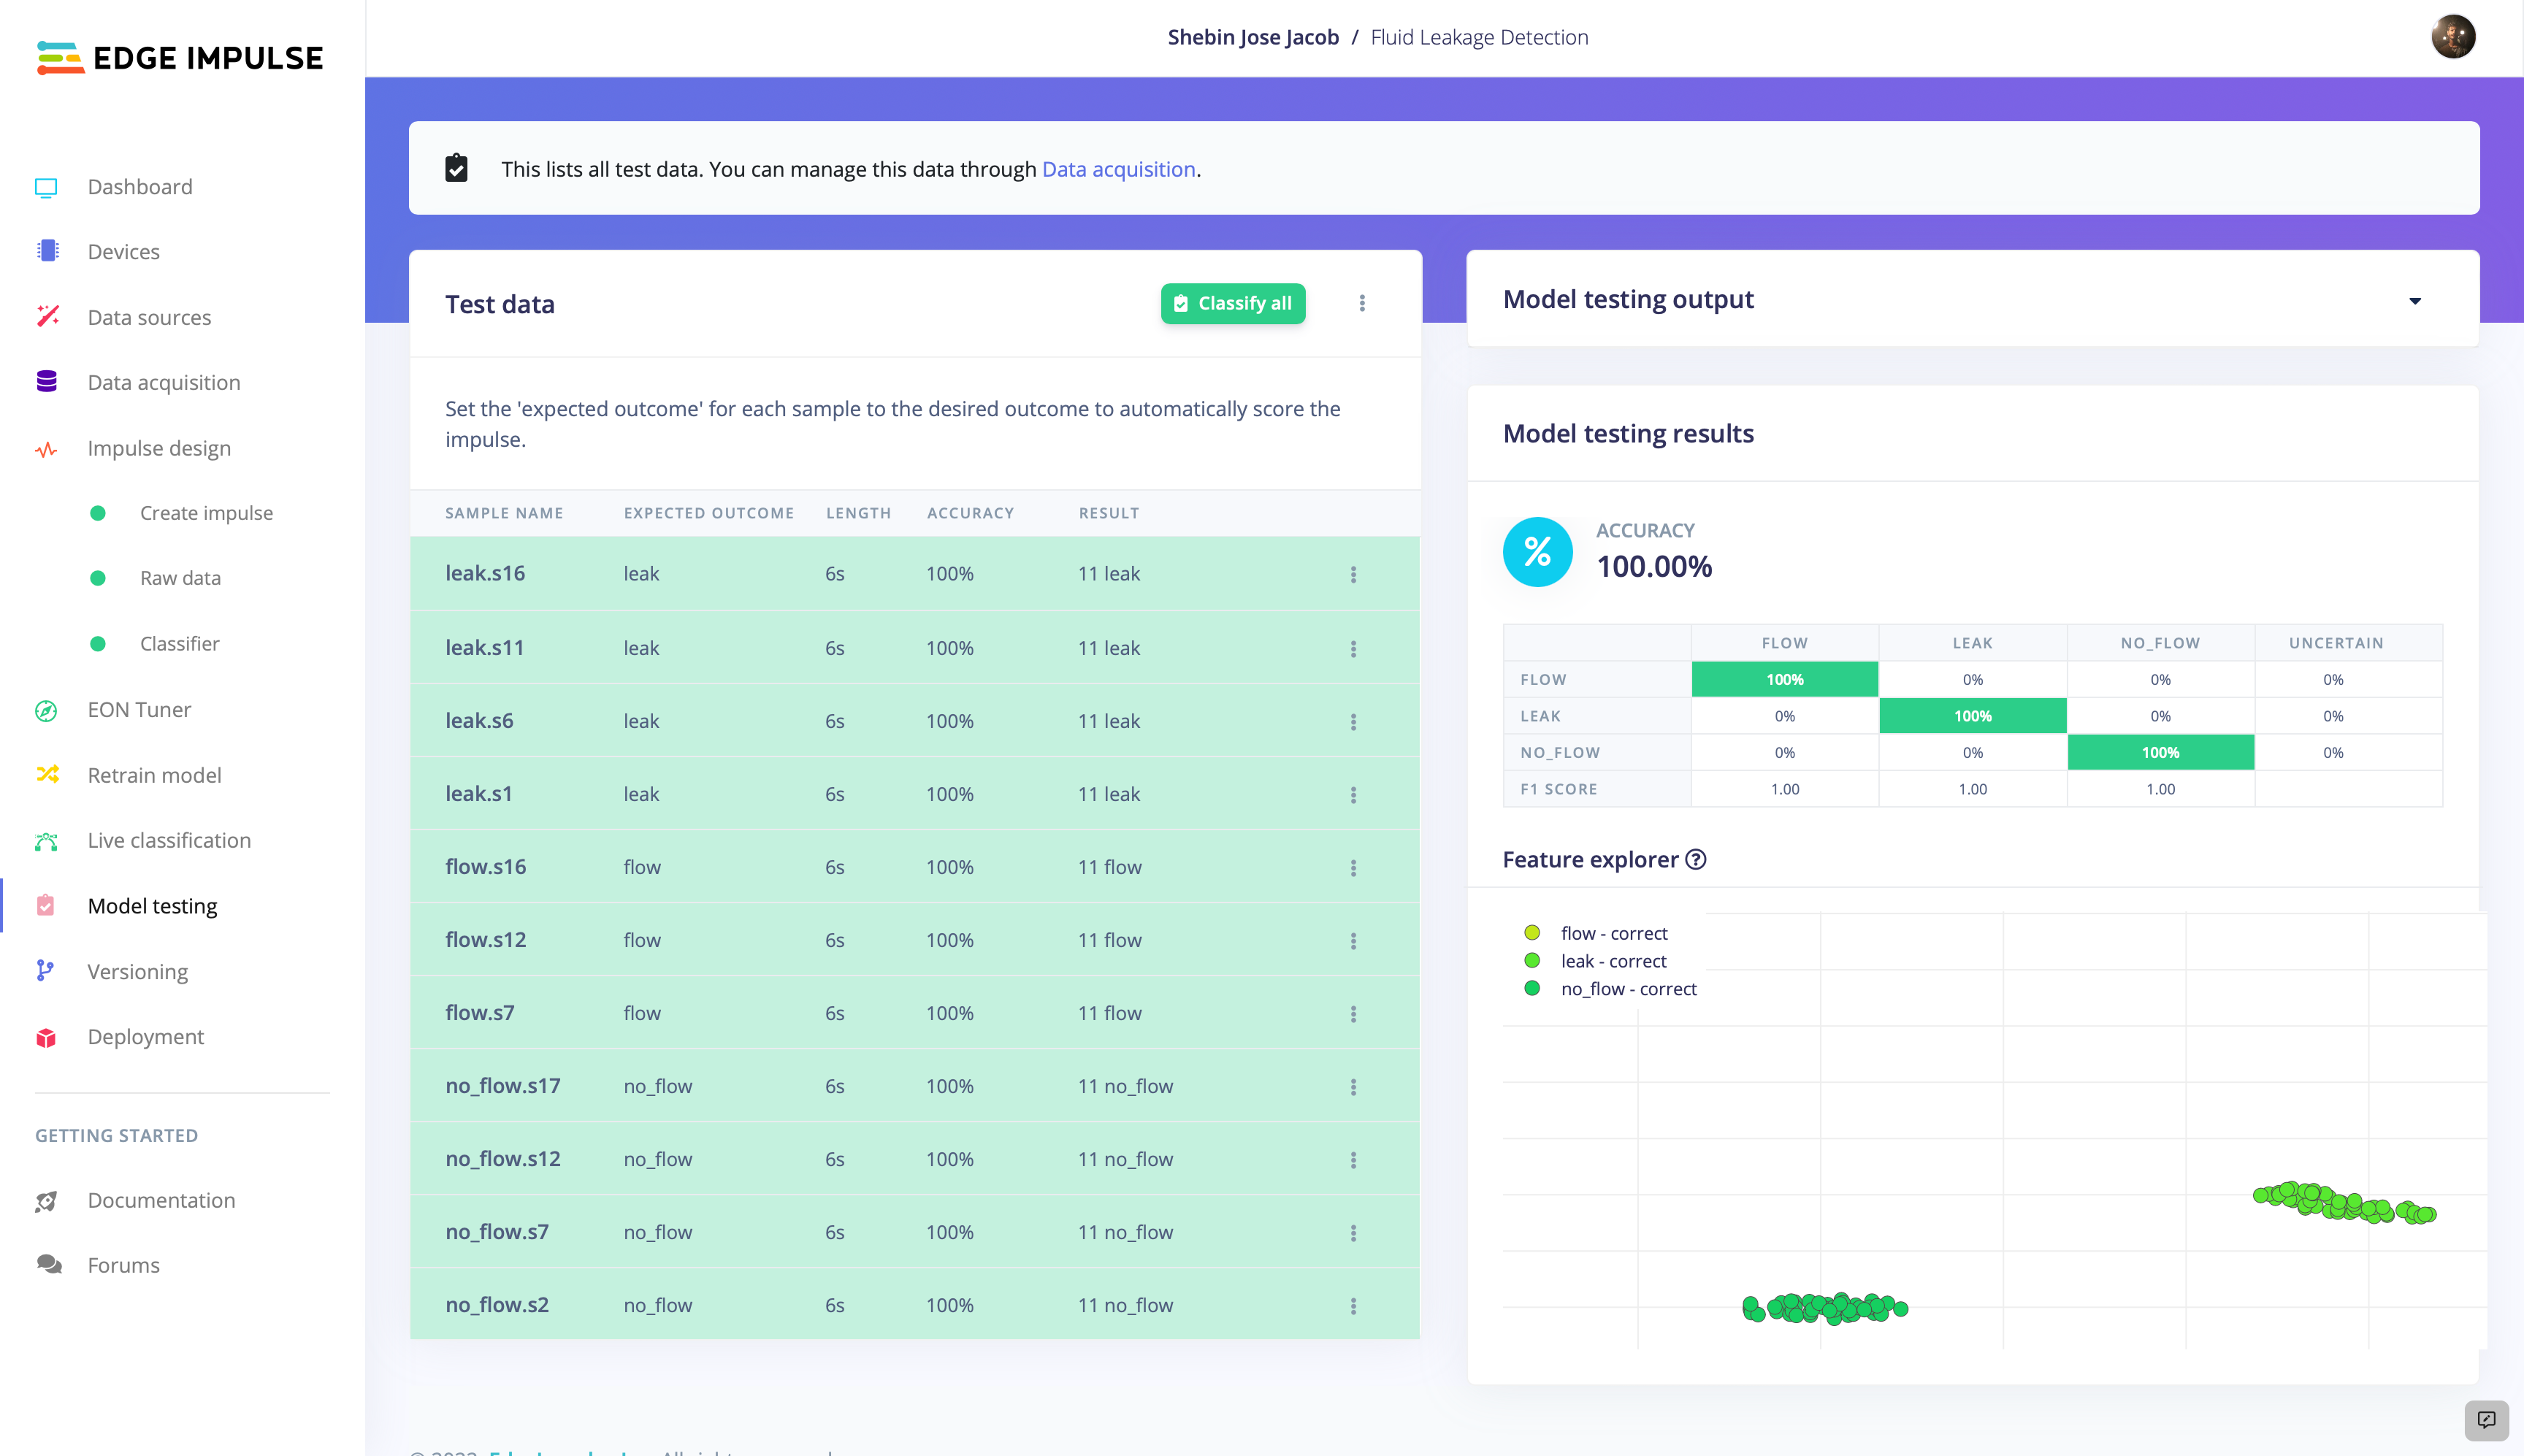 EDGE IMPULSE
Shebin Jose Jacob / Fluid Leakage Detection
Dashboard
Devices
Data sources
Data acquisition
Impulse design
Create impulse
Raw data
Classifier
EON Tuner
Retrain model
Live classification
Model testing
Versioning
Deployment
GETTING STARTED
Documentation
Forums
This lists all test data. You can manage this data through Data acquisition.
Test data
Classify all
Set the 'expected outcome' for each sample to the desired outcome to automatically score the
impulse.
SAMPLE NAME EXPECTED OUTCOME LENGTH ACCURACY RESULT
leak.s16 leak 6s 100% 11 leak
leak.s11 leak 6s 100% 11 leak
leak.s6 leak 6s 100% 11 leak
leak.s1 leak 6s 100% 11 leak
flow.s16 flow 6s 100% 11 flow
flow.s12 flow 6s 100% 11 flow
flow.s7 flow 6s 100% 11 flow
no_flow.s17 no_flow 6s 100% 11 no_flow
no_flow.s12 no_flow 6s 100% 11 no_flow
no_flow.s7 no_flow 6s 100% 11 no_flow
no_flow.s2 no_flow 6s 100% 11 no_flow
Model testing output
Model testing results
%
ACCURACY
100.00%
FLOW LEAK NO_FLOW UNCERTAIN
FLOW 100% 0% 0% 0%
LEAK 0% 100% 0% 0%
NO_FLOW 0% 0% 100% 0%
F1 SCORE 1.00 1.00 1.00
Feature explorer ?
flow - correct
leak - correct
no_flow - correct